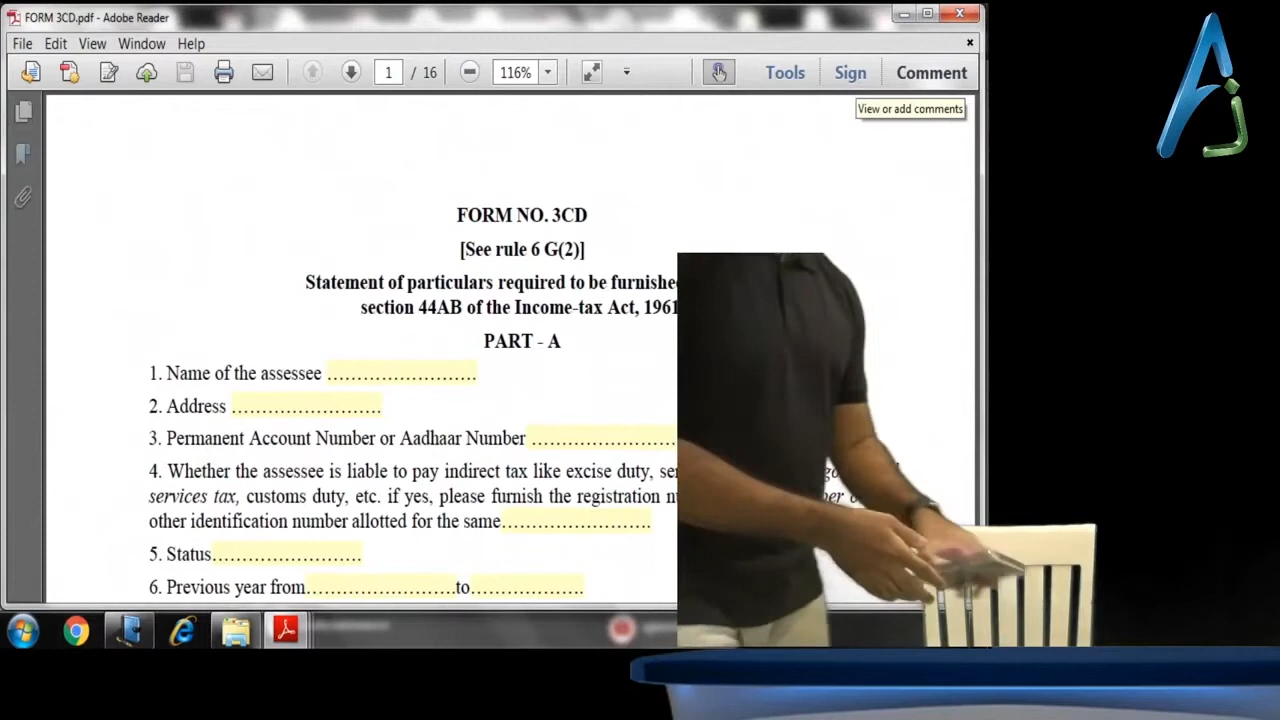 FORM 3CD.pdf - Adobe Reader
File Edit View Window Help
1 / 16 116% Tools Sign Comment
View or add comments
FORM NO. 3CD
[See rule 6 G(2)]
Statement of particulars required to be furnished
section 44AB of the Income-tax Act, 1961
PART - A
1. Name of the assessee ……………………
2. Address ……………………
3. Permanent Account Number or Aadhaar Number ……………………
4. Whether the assessee is liable to pay indirect tax like excise duty,
services tax, customs duty, etc. if yes, please furnish the registration
other identification number allotted for the same……………………
5. Status……………………
6. Previous year from……………………to………………